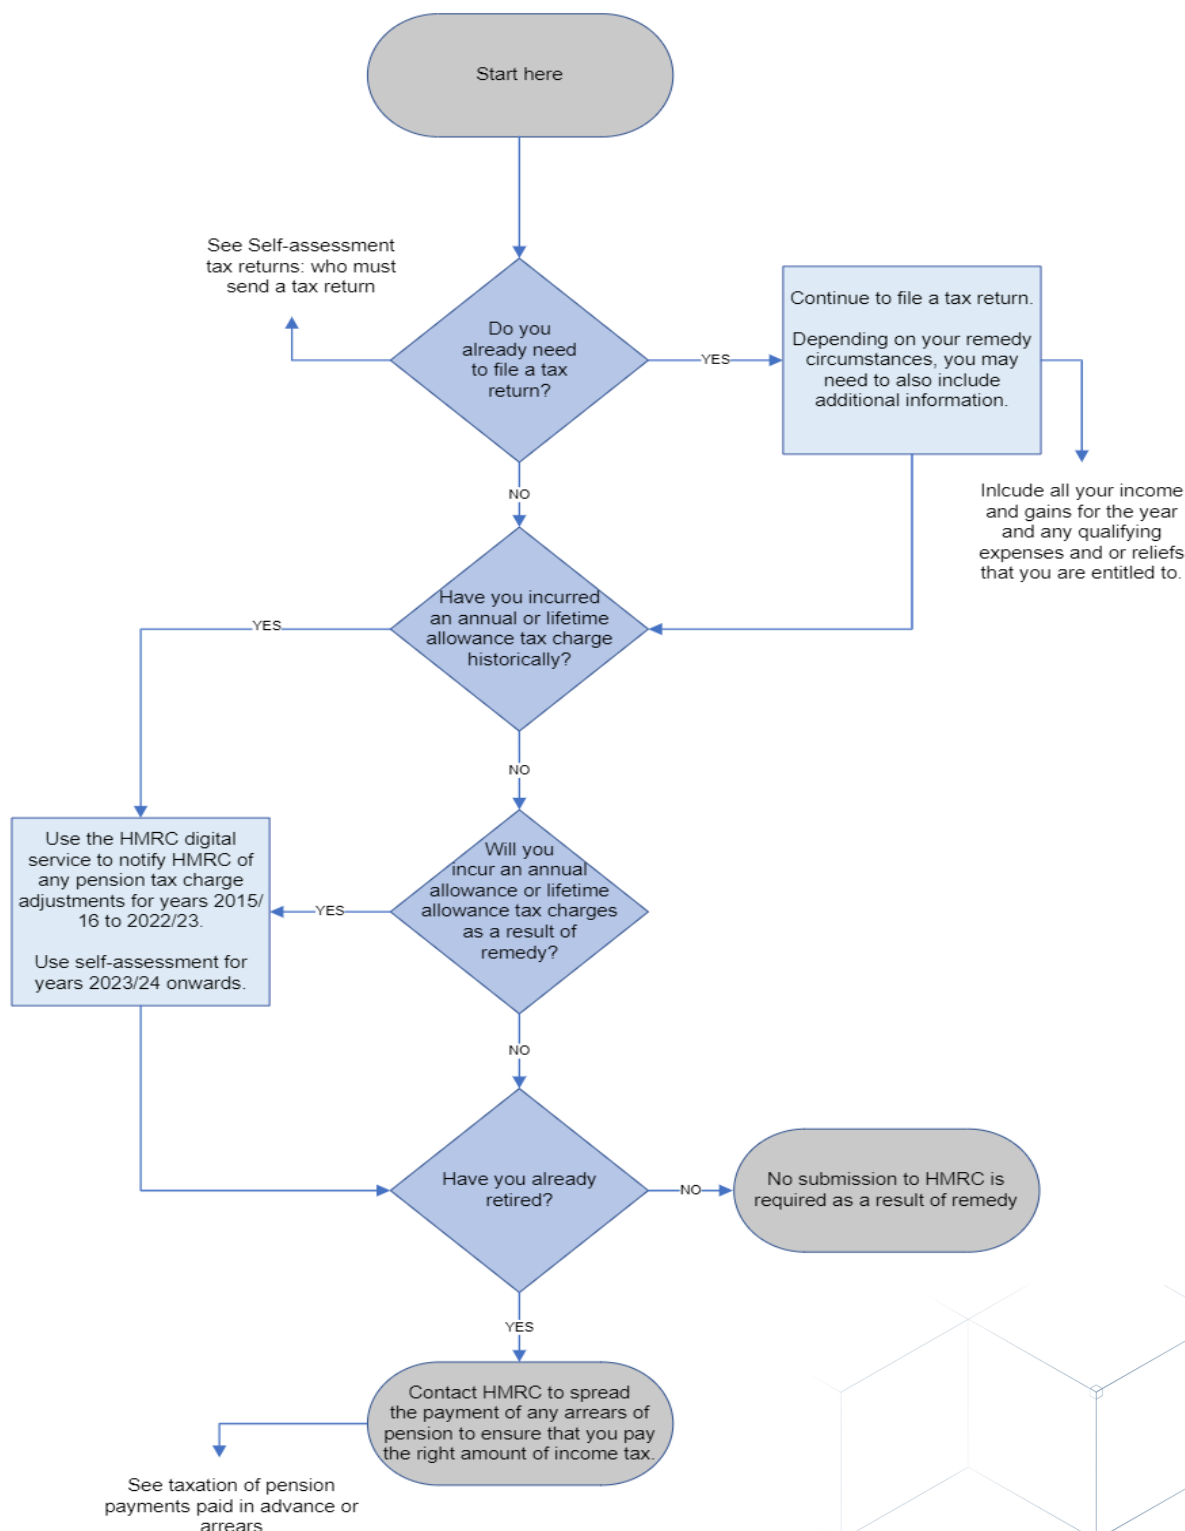 Start here
See Self-assessment
tax returns: who must
send a tax return
Do you
already need
to file a tax
return?
YES
Continue to file a tax return.
Depending on your remedy
circumstances, you may
need to also include
additional information.
NO
Inlcude all your income
and gains for the year
and any qualifying
expenses and or reliefs
that you are entitled to.
Have you incurred
an annual or lifetime
allowance tax charge
historically?
YES
NO
Use the HMRC digital
service to notify HMRC of
any pension tax charge
adjustments for years 2015/
16 to 2022/23.
Use self-assessment for
years 2023/24 onwards.
Will you
incur an annual
allowance or lifetime
allowance tax charges
as a result of
remedy?
YES
NO
Have you already
retired?
NO
No submission to HMRC is
required as a result of remedy
YES
Contact HMRC to spread
the payment of any arrears of
pension to ensure that you pay
the right amount of income tax.
See taxation of pension
payments paid in advance or
arrears